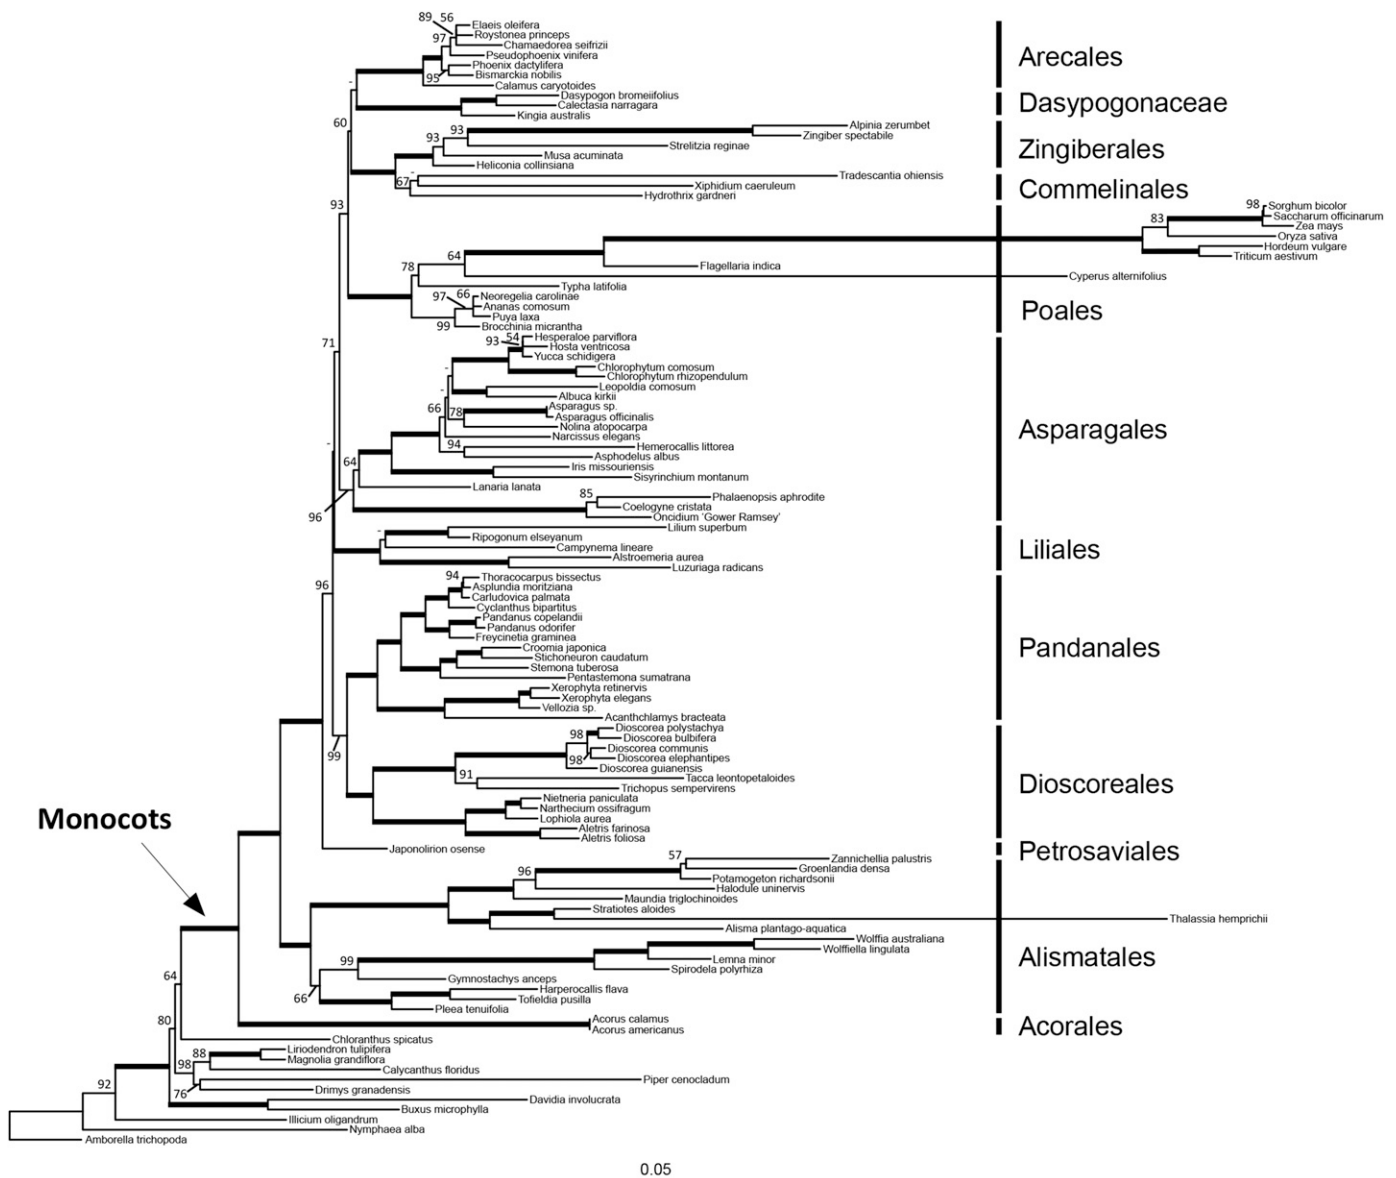 89 56
Elaeis oleifera
Roystonea princeps
97
Chamaedorea seifrizii
Pseudophoenix vinifera
Arecales
Phoenix dactylifera
95
Bismarckia nobilis
-
Calamus caryotoides
Dasypogon bromeiifolius
Dasypogonaceae
Calectasia narragara
Kingia australis
60
93
Alpinia zerumbet
93
Zingiber spectabile
Strelitzia reginae
Zingiberales
Musa acuminata
Heliconia collinsiana
-
67
Tradescantia ohiensis
Xiphidium caeruleum
Commelinales
Hydrothrix gardneri
93
98
Sorghum bicolor
83
Saccharum officinarum
Zea mays
Oryza sativa
Hordeum vulgare
64
Triticum aestivum
78
Flagellaria indica
Cyperus alternifolius
Typha latifolia
97 66
Neoregelia carolinae
Ananas comosum
Poales
Puya laxa
99
Brocchinia micrantha
71
93 54
Hesperaloe parviflora
Hosta ventricosa
Yucca schidigera
-
Chlorophytum comosum
Chlorophytum rhizopendulum
-
Leopoldia comosum
Albuca kirkii
66
78
Asparagus sp.
Asparagus officinalis
Nolina atopocarpa
Asparagales
Narcissus elegans
-
94
Hemerocallis littorea
Asphodelus albus
64
Iris missouriensis
Sisyrinchium montanum
Lanaria lanata
85
Phalaenopsis aphrodite
Coelogyne cristata
96
Oncidium 'Gower Ramsey'
-
Lilium superbum
Ripogonum elseyanum
Campynema lineare
Liliales
Alstroemeria aurea
Luzuriaga radicans
94
Thoracocarpus bissectus
96
Asplundia moritziana
Carludovica palmata
Cyclanthus bipartitus
Pandanus copelandii
Pandanus odorifer
Freycinetia graminea
Croomia japonica
Pandanales
Stichoneuron caudatum
Stemona tuberosa
Pentastemona sumatrana
Xerophyta retinervis
Xerophyta elegans
Vellozia sp.
Acanthchlamys bracteata
Dioscorea polystachya
98
Dioscorea bulbifera
Dioscorea communis
99
98
Dioscorea elephantipes
Dioscorea guianensis
91
Tacca leontopetaloides
Dioscoreales
Trichopus sempervirens
Nietneria paniculata
Narthecium ossifragum
Lophiola aurea
Monocots
Aletris farinosa
Aletris foliosa
Japonolirion osense
Petrosaviales
57
Zannichellia palustris
96
Groenlandia densa
Potamogeton richardsonii
Halodule uninervis
Maundia triglochinoides
Stratiotes aloides
Thalassia hemprichii
Alisma plantago-aquatica
Wolffia australiana
Wolffiella lingulata
Alismatales
99
Lemna minor
Spirodela polyrhiza
64
Gymnostachys anceps
Harperocallis flava
66
Tofieldia pusilla
Pleea tenuifolia
80
Acorus calamus
Acorales
Acorus americanus
Chloranthus spicatus
88
Liriodendron tulipifera
98
Magnolia grandiflora
Calycanthus floridus
92
Piper cenocladum
76
Drimys granadensis
Davidia involucrata
Buxus microphylla
Illicium oligandrum
Nymphaea alba
Amborella trichopoda
0.05